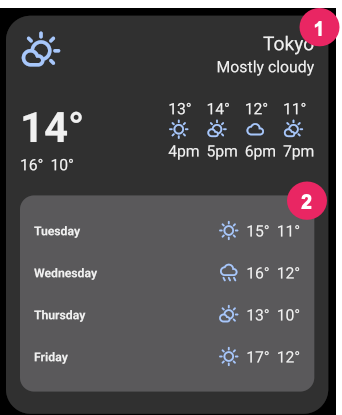 1
Tokyo
Mostly cloudy
14°
16° 10°
13° 14° 12° 11°
4pm 5pm 6pm 7pm
2
Tuesday 15° 11°
Wednesday 16° 12°
Thursday 13° 10°
Friday 17° 12°